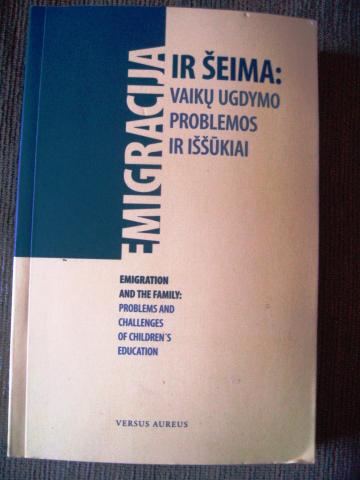 EMIGRACIJA
IR ŠEIMA:
VAIKŲ UGDYMO
PROBLEMOS
IR IŠŠŪKIAI
EMIGRATION
AND THE FAMILY:
PROBLEMS AND
CHALLENGES
OF CHILDREN´S
EDUCATION
VERSUS AUREUS